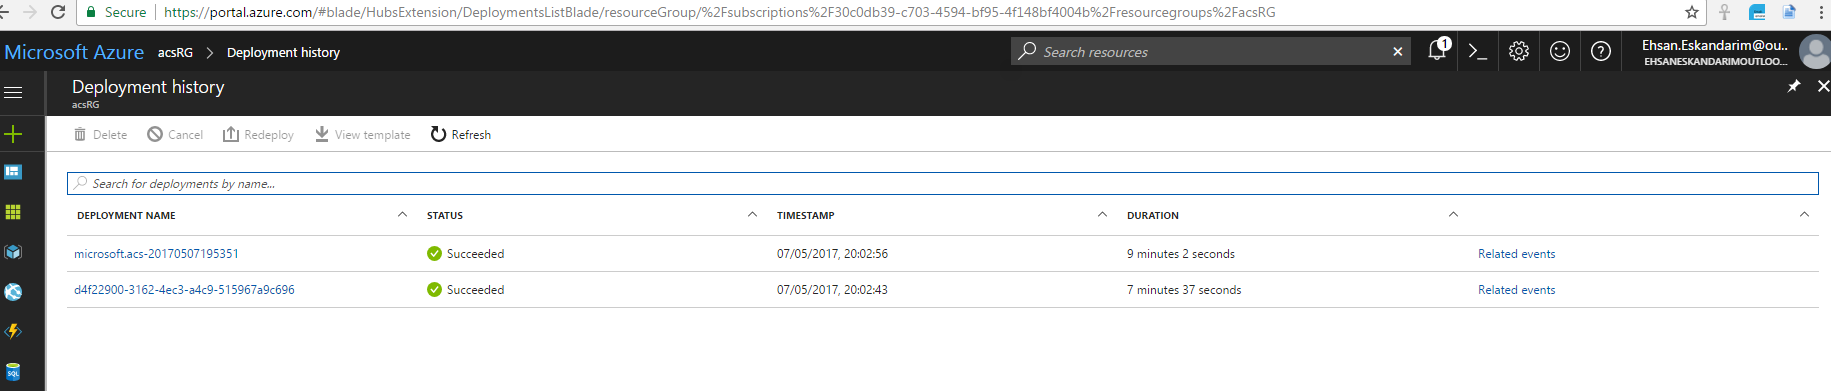 Secure https://portal.azure.com/#blade/HubsExtension/DeploymentsListBlade/resourceGroup/%2Fsubscriptions%2F30c0db39-c703-4594-bf95-4f148bf4004b%2Fresourcegroups%2FacsRG
Microsoft Azure acsRG > Deployment history
Search resources
1
Ehsan.Eskandarim@ou..
EHSANESKANDARIMOUTLOO...
Deployment history
acsRG
Delete Cancel Redeploy View template Refresh
Search for deployments by name...
DEPLOYMENT NAME STATUS TIMESTAMP DURATION
microsoft.acs-20170507195351 Succeeded 07/05/2017, 20:02:56 9 minutes 2 seconds Related events
d4f22900-3162-4ec3-a4c9-515967a9c696 Succeeded 07/05/2017, 20:02:43 7 minutes 37 seconds Related events
SQL